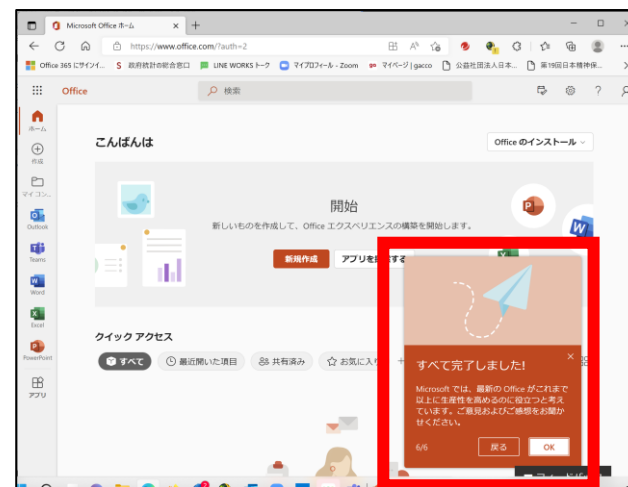 Microsoft Office ホーム
https://www.office.com/?auth=2
Office 365 にサインイ...
政府統計の総合窓口
LINE WORKS トーク
マイプロフィール - Zoom
マイページ | gacco
公益社団法人日本...
第19回日本精神保...
Office
検索
ホーム
作成
マイ コン...
Outlook
Teams
Word
Excel
PowerPoint
アプリ
こんばんは
Office のインストール
開始
新しいものを作成して、Office エクスペリエンスの構築を開始します。
新規作成
クイック アクセス
すべて
最近開いた項目
共有済み
お気に入り
すべて完了しました!
Microsoft では、最新の Office がこれまで
以上に生産性を高めるのに役立つと考え
ています。ご意見およびご感想をお聞か
せください。
6/6
戻る
OK